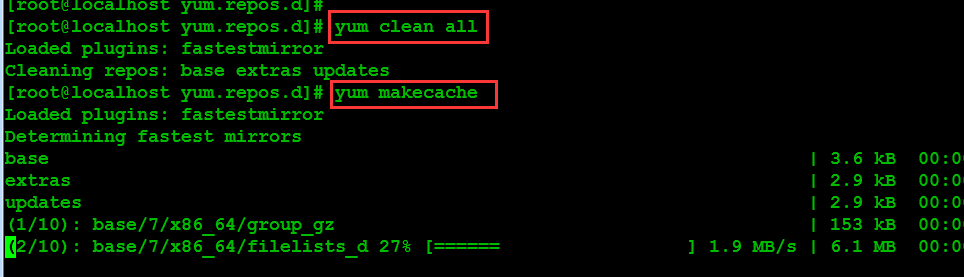 [root@localhost yum.repos.d]#
[root@localhost yum.repos.d]# yum clean all
Loaded plugins: fastestmirror
Cleaning repos: base extras updates
[root@localhost yum.repos.d]# yum makecache
Loaded plugins: fastestmirror
Determining fastest mirrors
base | 3.6 kB 00:0
extras | 2.9 kB 00:0
updates | 2.9 kB 00:0
(1/10): base/7/x86_64/group_gz | 153 kB 00:0
(2/10): base/7/x86_64/filelists_d 27% [====== ] 1.9 MB/s | 6.1 MB 00:0